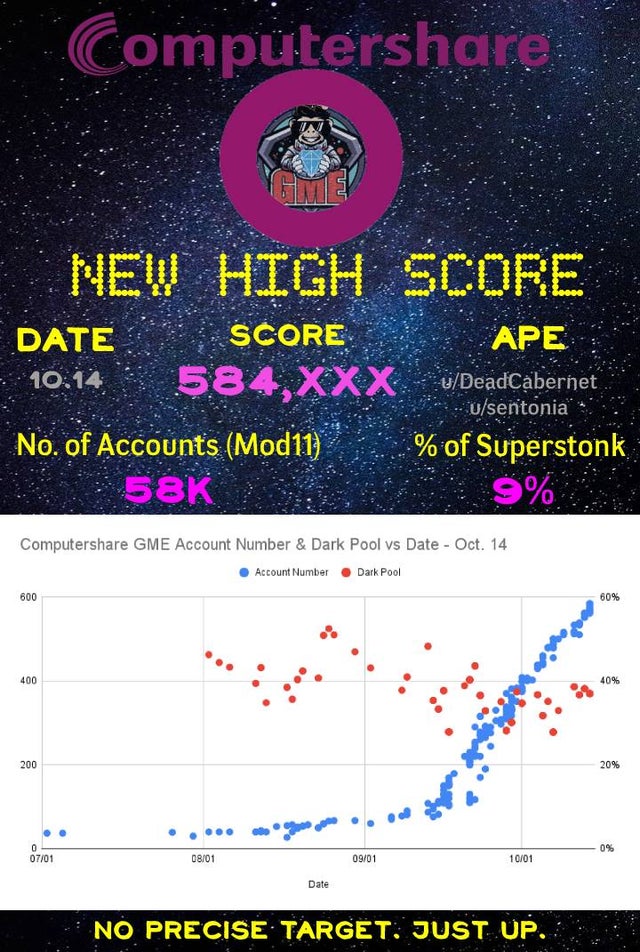 Computershare
GME
NEW HIGH SCORE
DATE SCORE APE
10.14 584,XXX u/DeadCabernet
u/sentonia
No. of Accounts (Mod11) % of Superstonk
58K 9%
Computershare GME Account Number & Dark Pool vs Date - Oct. 14
Account Number Dark Pool
600 60%
400 40%
200 20%
0 0%
07/01 08/01 09/01 10/01
Date
NO PRECISE TARGET. JUST UP.